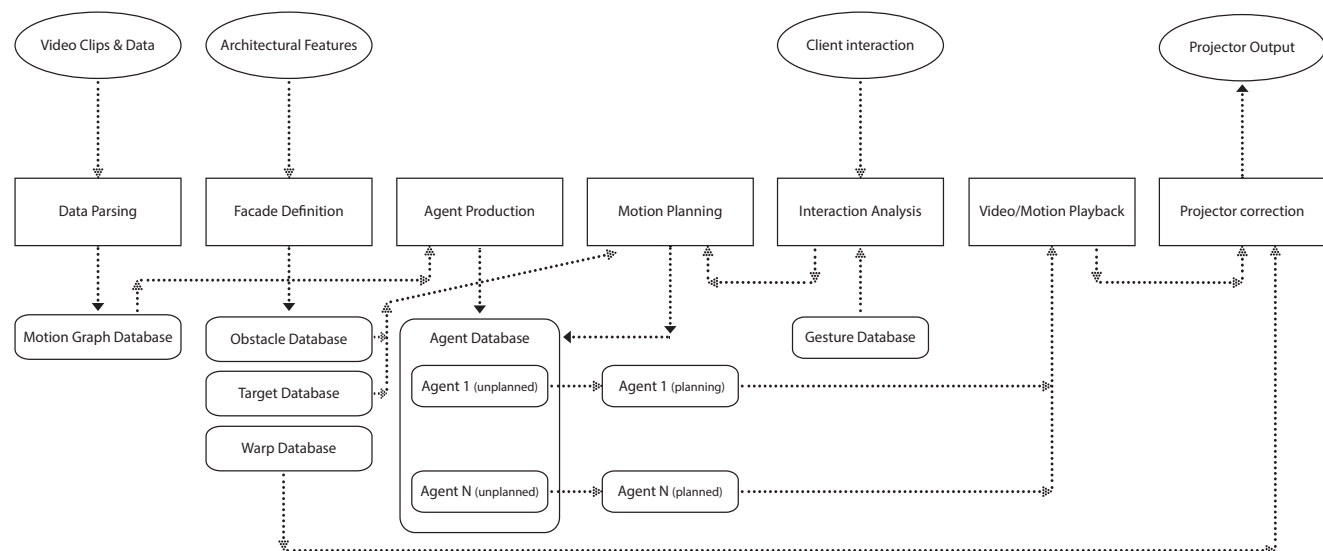 Video Clips & Data
Architectural Features
Client interaction
Projector Output
Data Parsing
Facade Definition
Agent Production
Motion Planning
Interaction Analysis
Video/Motion Playback
Projector correction
Motion Graph Database
Obstacle Database
Agent Database
Gesture Database
Target Database
Agent 1 (unplanned)
Agent 1 (planning)
Warp Database
Agent N (unplanned)
Agent N (planned)